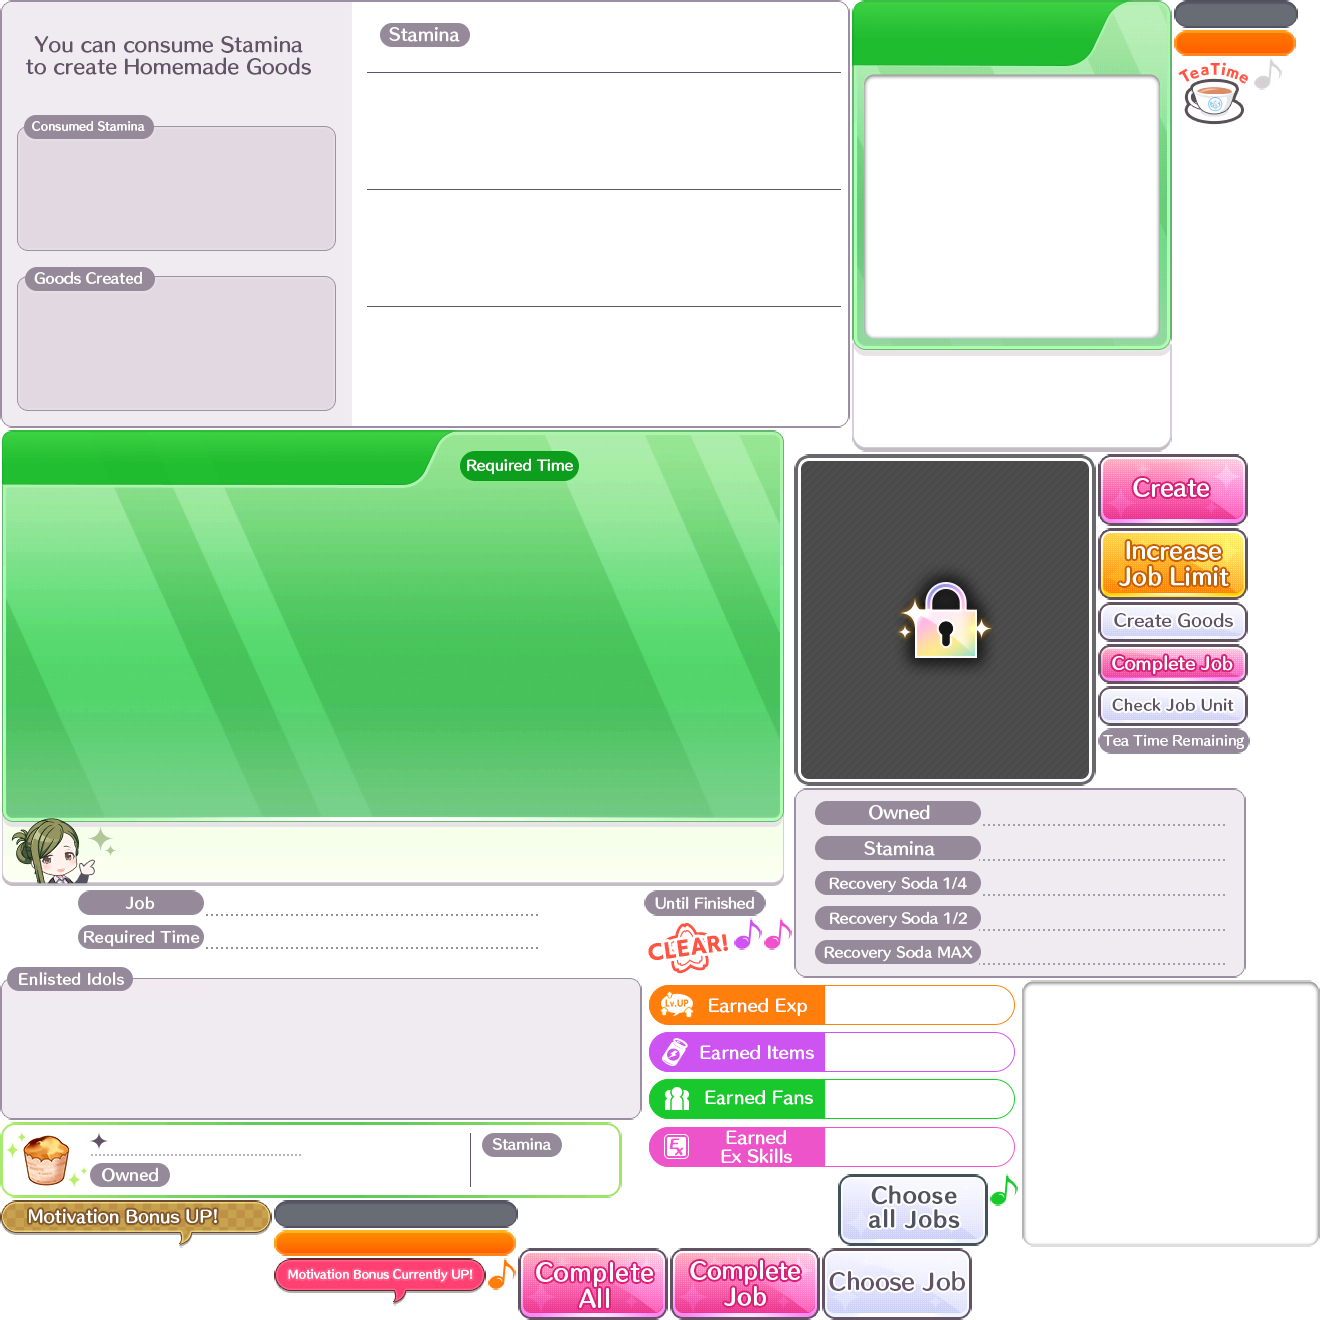 You can consume Stamina
to create Homemade Goods
Consumed Stamina
Goods Created
Stamina
TeaTime
Required Time
Create
Increase
Job Limit
Create Goods
Complete Job
Check Job Unit
Tea Time Remaining
Owned
Stamina
Recovery Soda 1/4
Recovery Soda 1/2
Recovery Soda MAX
Job
Required Time
Until Finished
CLEAR!
Enlisted Idols
Lv.UP
Earned Exp
Earned Items
Earned Fans
Ex
Earned
Ex Skills
Stamina
Owned
Motivation Bonus UP!
Motivation Bonus Currently UP!
Choose
all Jobs
Complete
All
Complete
Job
Choose Job